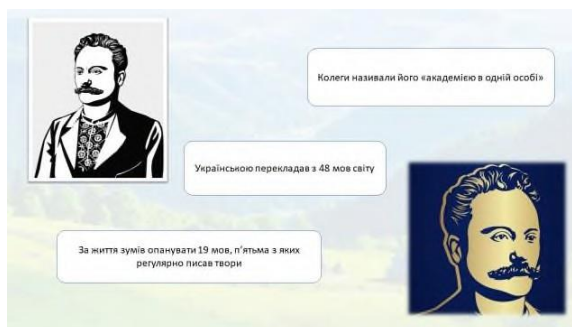 Колеги називали його «академією в одній особі»
Українською перекладав з 48 мов світу
За життя зумів опанувати 19 мов, п'ятьма з яких
регулярно писав твори